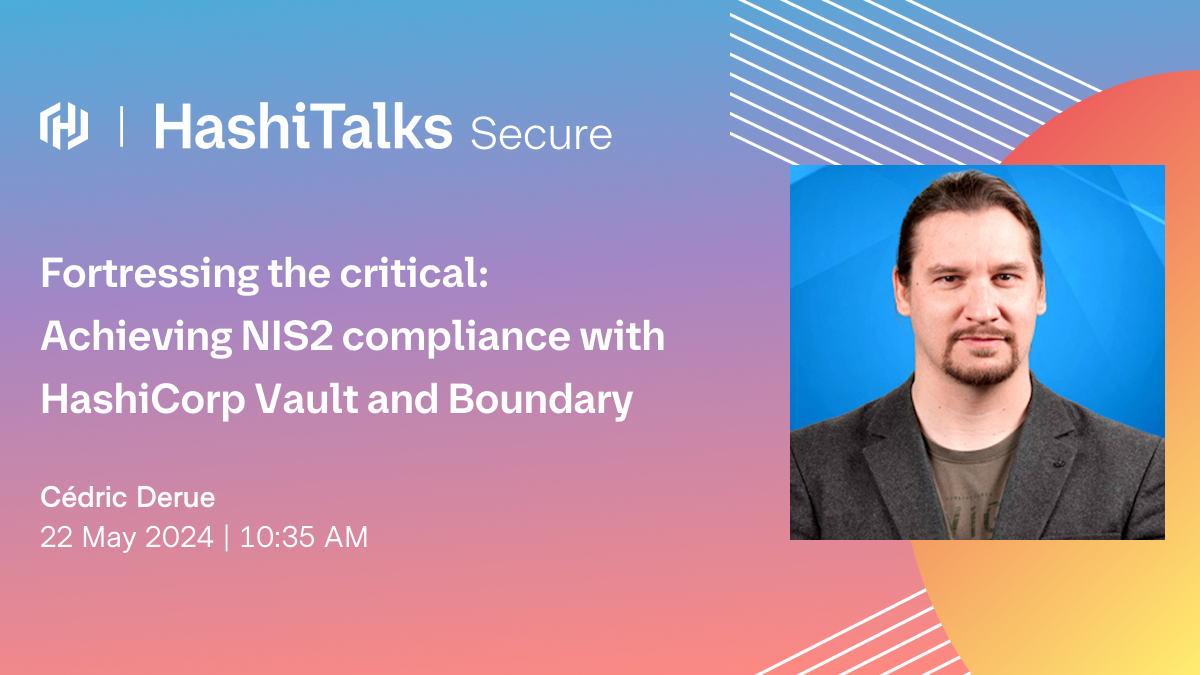 HashiTalks Secure
Fortressing the critical:
Achieving NIS2 compliance with
HashiCorp Vault and Boundary
Cédric Derue
22 May 2024 | 10:35 AM